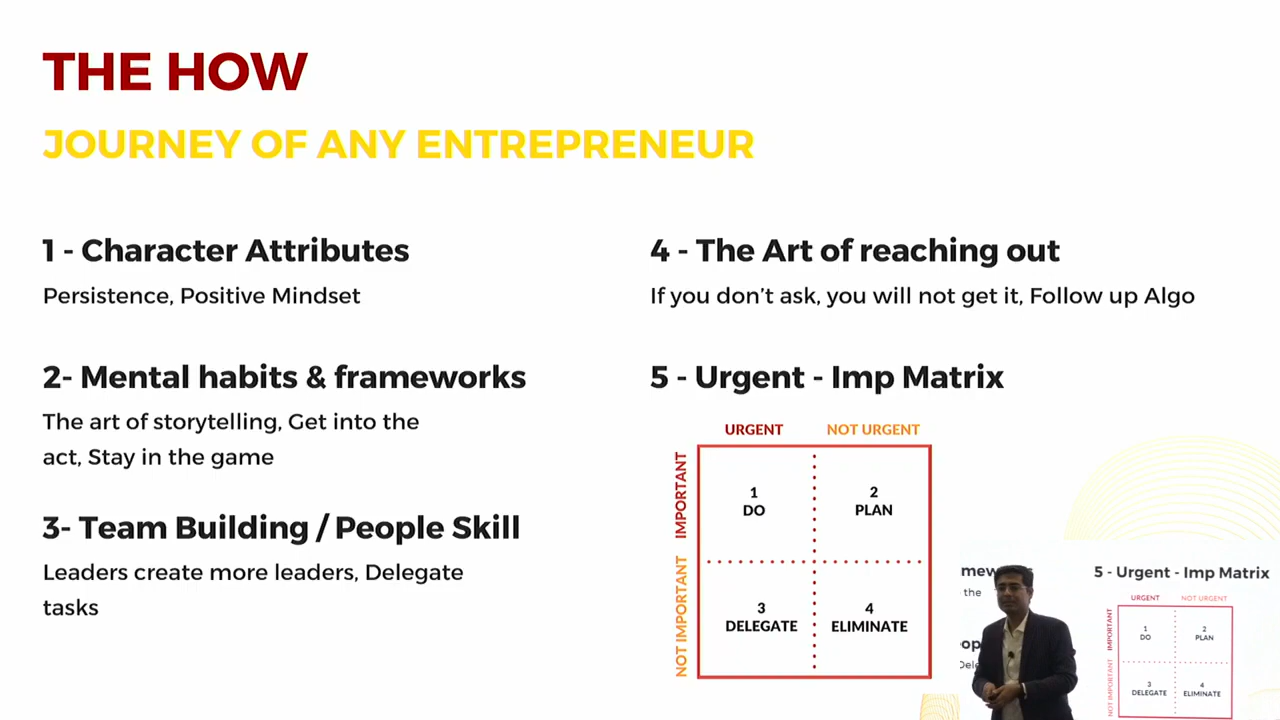 THE HOW
JOURNEY OF ANY ENTREPRENEUR
1 - Character Attributes
Persistence, Positive Mindset
2- Mental habits & frameworks
The art of storytelling, Get into the
act, Stay in the game
3- Team Building / People Skill
Leaders create more leaders, Delegate
tasks
4 - The Art of reaching out
If you don't ask, you will not get it, Follow up Algo
5 - Urgent - Imp Matrix
URGENT
NOT URGENT
IMPORTANT
NOT IMPORTANT
1
DO
2
PLAN
3
DELEGATE
4
ELIMINATE
the
5 - Urgent - Imp Matrix
URGENT
NOT URGENT
IMPORTANT
NOT IMPORTANT
1
DO
2
PLAN
3
DELEGATE
4
ELIMINATE